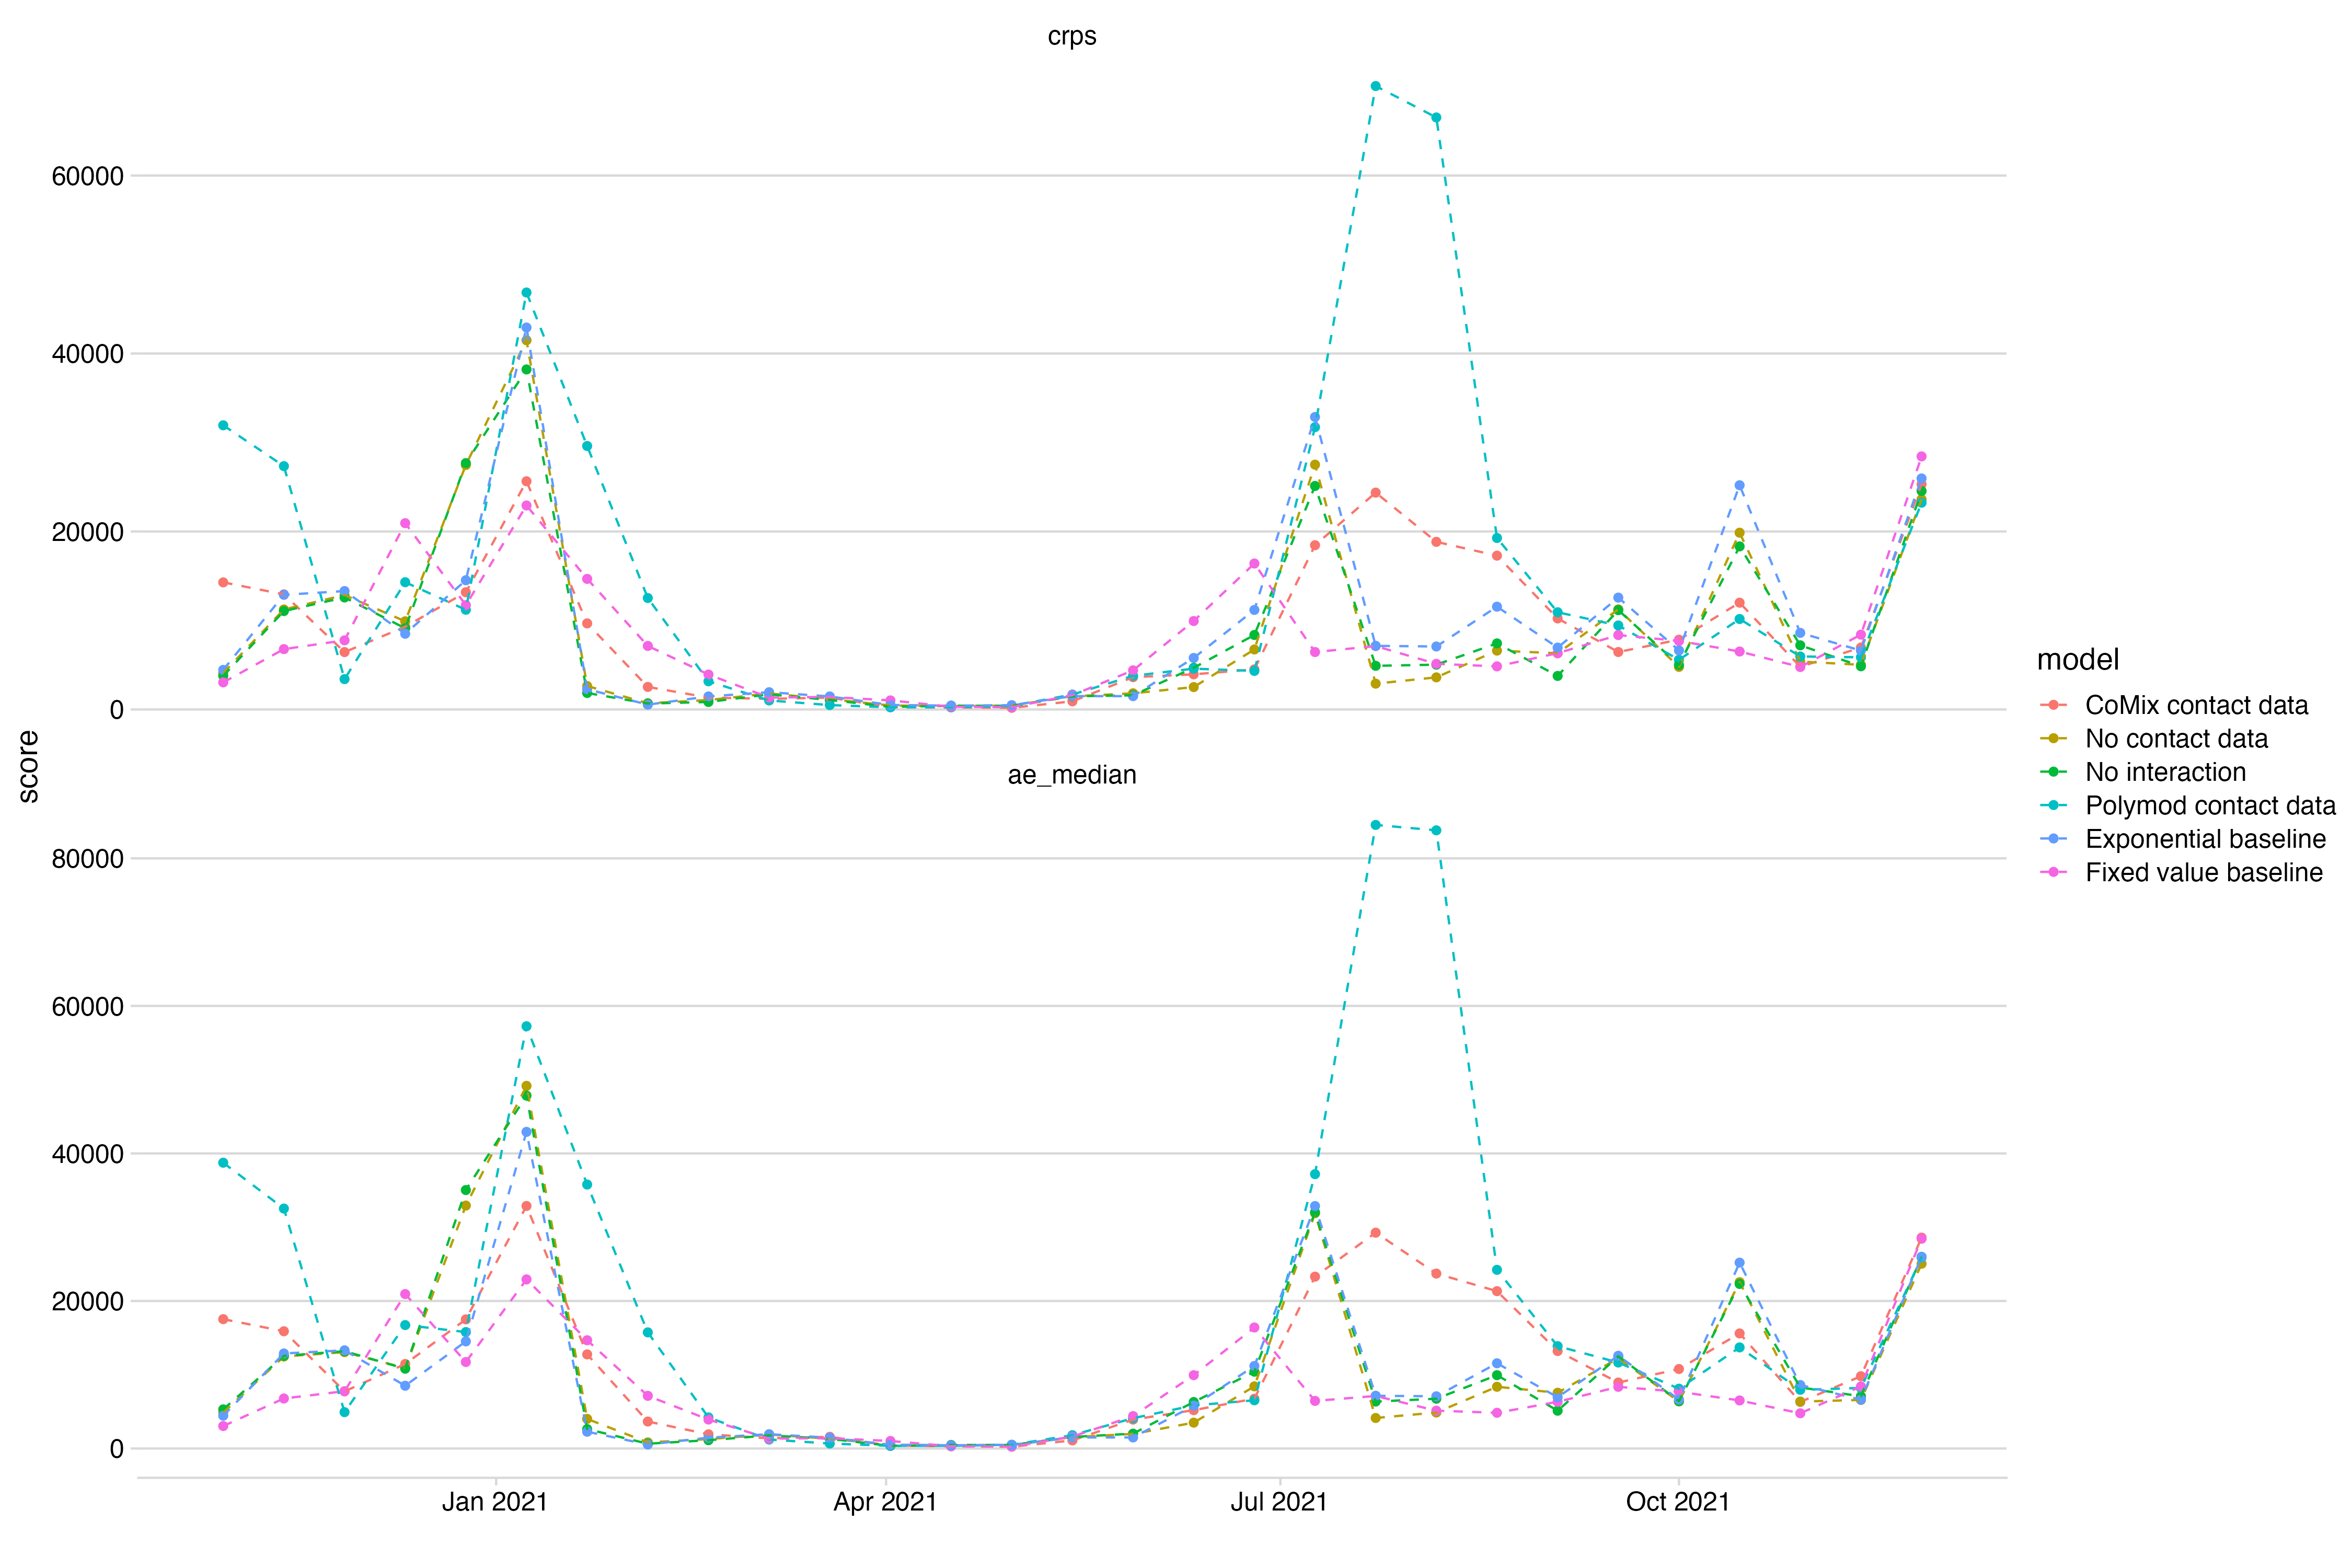 crps
60000
40000
20000
0
score
ae_median
80000
60000
40000
20000
0
Jan 2021
Apr 2021
Jul 2021
Oct 2021
model
CoMix contact data
No contact data
No interaction
Polymod contact data
Exponential baseline
Fixed value baseline